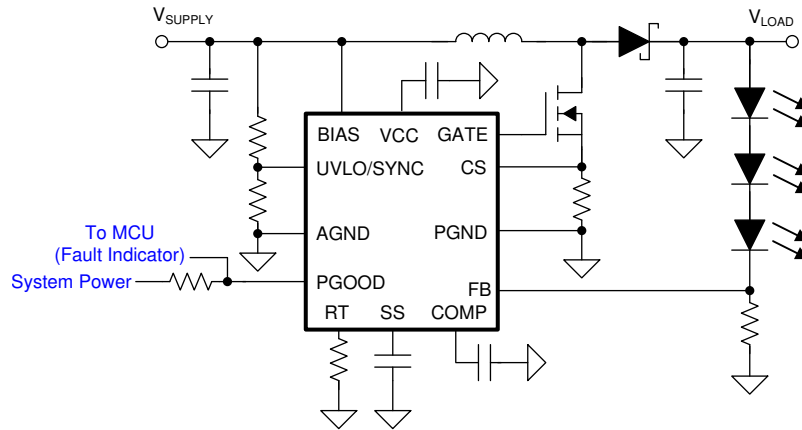 VSUPPLY
VLOAD
BIAS VCC GATE
UVLO/SYNC CS
AGND PGND
To MCU
(Fault Indicator)
System Power
PGOOD FB
RT SS COMP